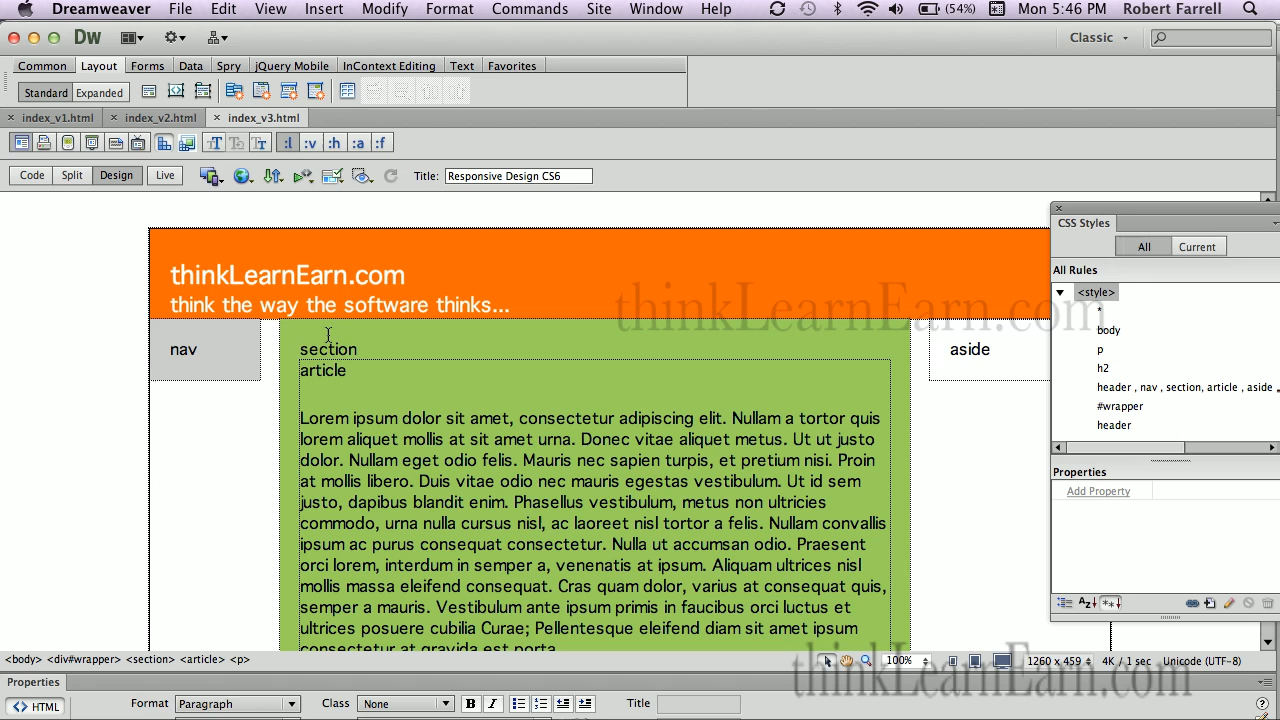 Dreamweaver File Edit View Insert Modify Format Commands Site Window Help (54%) Mon 5:46 PM Robert Farrell
Dw Classic
Common Layout Forms Data Spry jQuery Mobile InContext Editing Text Favorites
Standard Expanded
index_v1.html index_v2.html index_v3.html
:l :v :h :a :f
Code Split Design Live Title: Responsive Design CS6
CSS Styles
All Current
All Rules
<style>
*
body
p
h2
header , nav , section, article , aside
#wrapper
header
Properties
Add Property
thinkLearnEarn.com
think the way the software thinks...
thinkLearnEarn.com
nav
section
article
aside
Lorem ipsum dolor sit amet, consectetur adipiscing elit. Nullam a tortor quis
lorem aliquet mollis at sit amet urna. Donec vitae aliquet metus. Ut ut justo
dolor. Nullam eget odio felis. Mauris nec sapien turpis, et pretium nisi. Proin
at mollis libero. Duis vitae odio nec mauris egestas vestibulum. Ut id sem
justo, dapibus blandit enim. Phasellus vestibulum, metus non ultricies
commodo, urna nulla cursus nisl, ac laoreet nisl tortor a felis. Nullam convallis
ipsum ac purus consequat consectetur. Nulla ut accumsan odio. Praesent
orci lorem, interdum in semper a, venenatis at ipsum. Aliquam ultrices nisl
mollis massa eleifend consequat. Cras quam dolor, varius at consequat quis,
semper a mauris. Vestibulum ante ipsum primis in faucibus orci luctus et
ultrices posuere cubilia Curae; Pellentesque eleifend diam sit amet ipsum
consectetur at gravida est porta.
<body> <div#wrapper> <section> <article> <p> 100% 1260 x 459 4K / 1 sec Unicode (UTF-8)
thinkLearnEarn.com
Properties
<> HTML Format Paragraph Class None B I Title